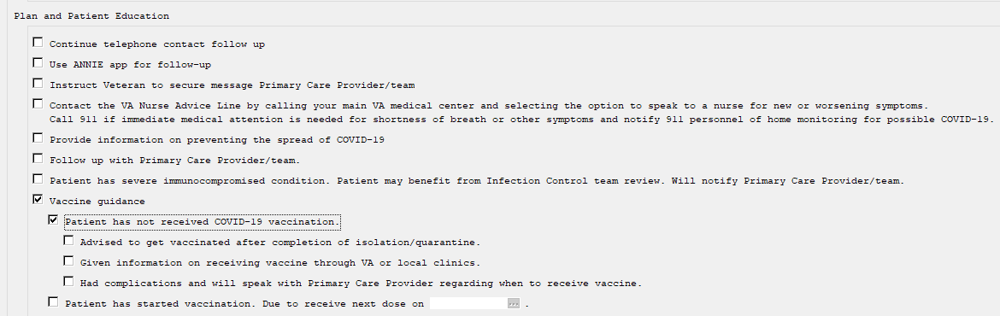 Plan and Patient Education
Continue telephone contact follow up
Use ANNIE app for follow-up
Instruct Veteran to secure message Primary Care Provider/team
Contact the VA Nurse Advice Line by calling your main VA medical center and selecting the option to speak to a nurse for new or worsening symptoms.
Call 911 if immediate medical attention is needed for shortness of breath or other symptoms and notify 911 personnel of home monitoring for possible COVID-19.
Provide information on preventing the spread of COVID-19
Follow up with Primary Care Provider/team.
Patient has severe immunocompromised condition. Patient may benefit from Infection Control team review. Will notify Primary Care Provider/team.
Vaccine guidance
Patient has not received COVID-19 vaccination.
Advised to get vaccinated after completion of isolation/quarantine.
Given information on receiving vaccine through VA or local clinics.
Had complications and will speak with Primary Care Provider regarding when to receive vaccine.
Patient has started vaccination. Due to receive next dose on ... .